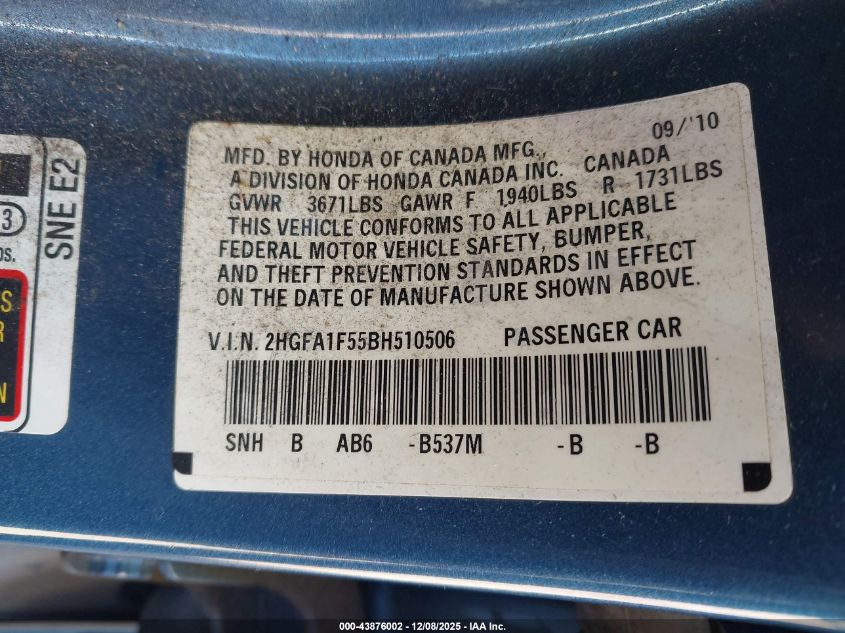 09/'10
MFD. BY HONDA OF CANADA MFG.,
A DIVISION OF HONDA CANADA INC. CANADA
GVWR 3671LBS GAWR F 1940LBS R 1731LBS
THIS VEHICLE CONFORMS TO ALL APPLICABLE
FEDERAL MOTOR VEHICLE SAFETY, BUMPER,
AND THEFT PREVENTION STANDARDS IN EFFECT
ON THE DATE OF MANUFACTURE SHOWN ABOVE.
V.I.N. 2HGFA1F55BH510506 PASSENGER CAR
SNH B AB6 -B537M -B -B
SNE E2
3
000-43876002 - 12/08/2025 - IAA Inc.